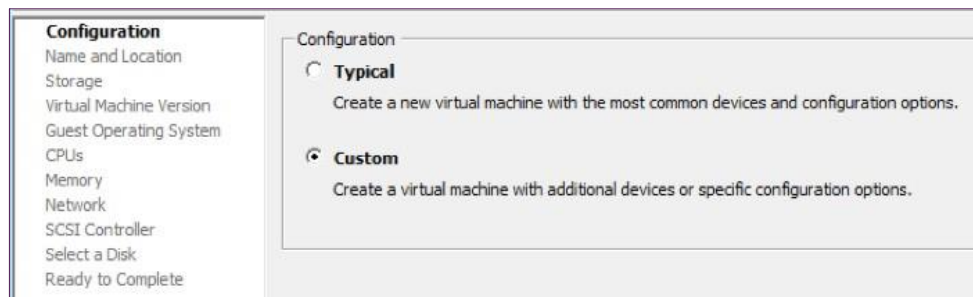 Configuration
Name and Location
Storage
Virtual Machine Version
Guest Operating System
CPUs
Memory
Network
SCSI Controller
Select a Disk
Ready to Complete
Configuration
Typical
Create a new virtual machine with the most common devices and configuration options.
Custom
Create a virtual machine with additional devices or specific configuration options.